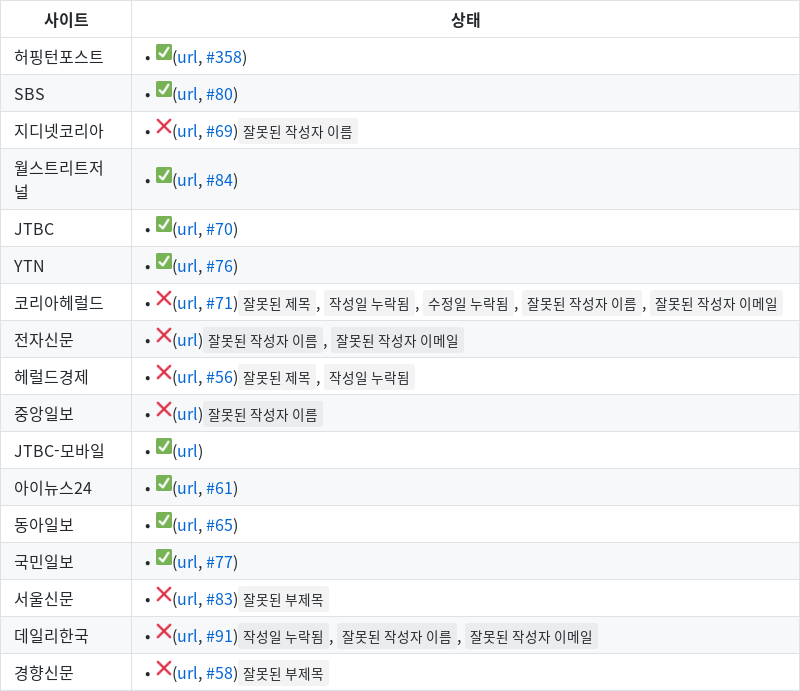 사이트 상태
허핑턴포스트 • ✅(url, #358)
SBS • ✅(url, #80)
지디넷코리아 • ❌(url, #69) 잘못된 작성자 이름
월스트리트저
널 • ✅(url, #84)
JTBC • ✅(url, #70)
YTN • ✅(url, #76)
코리아헤럴드 • ❌(url, #71) 잘못된 제목 , 작성일 누락됨 , 수정일 누락됨 , 잘못된 작성자 이름 , 잘못된 작성자 이메일
전자신문 • ❌(url) 잘못된 작성자 이름 , 잘못된 작성자 이메일
헤럴드경제 • ❌(url, #56) 잘못된 제목 , 작성일 누락됨
중앙일보 • ❌(url) 잘못된 작성자 이름
JTBC-모바일 • ✅(url)
아이뉴스24 • ✅(url, #61)
동아일보 • ✅(url, #65)
국민일보 • ✅(url, #77)
서울신문 • ❌(url, #83) 잘못된 부제목
데일리한국 • ❌(url, #91) 작성일 누락됨 , 잘못된 작성자 이름 , 잘못된 작성자 이메일
경향신문 • ❌(url, #58) 잘못된 부제목